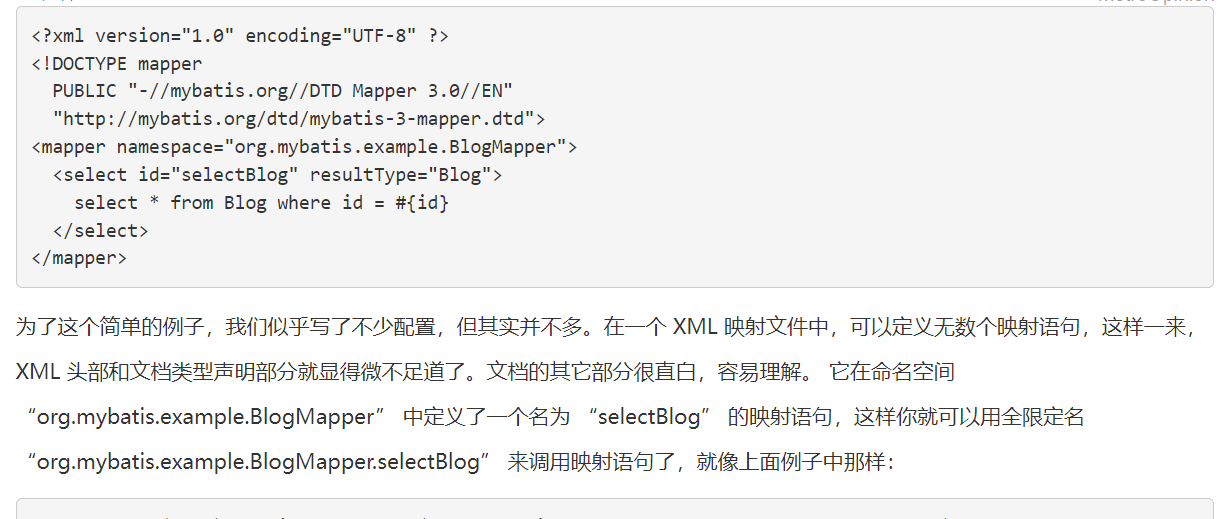 <?xml version="1.0" encoding="UTF-8" ?>
<!DOCTYPE mapper
  PUBLIC "-//mybatis.org//DTD Mapper 3.0//EN"
  "http://mybatis.org/dtd/mybatis-3-mapper.dtd">
<mapper namespace="org.mybatis.example.BlogMapper">
  <select id="selectBlog" resultType="Blog">
    select * from Blog where id = #{id}
  </select>
</mapper>
为了这个简单的例子，我们似乎写了不少配置，但其实并不多。在一个 XML 映射文件中，可以定义无数个映射语句，这样一来，
XML 头部和文档类型声明部分就显得微不足道了。文档的其它部分很直白，容易理解。 它在命名空间
“org.mybatis.example.BlogMapper” 中定义了一个名为 “selectBlog” 的映射语句，这样你就可以用全限定名
“org.mybatis.example.BlogMapper.selectBlog” 来调用映射语句了，就像上面例子中那样：